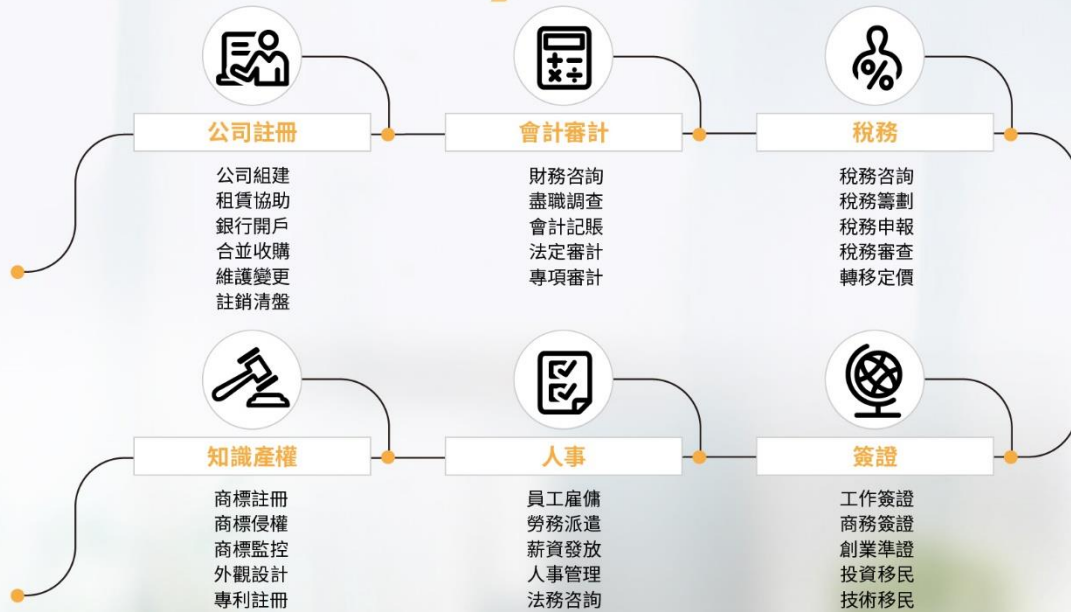 公司註冊
公司組建
租賃協助
銀行開戶
合並收購
維護變更
註銷清盤
會計審計
財務咨詢
盡職調查
會計記賬
法定審計
專項審計
稅務
稅務咨詢
稅務籌劃
稅務申報
稅務審查
轉移定價
知識產權
商標註冊
商標侵權
商標監控
外觀設計
專利註冊
人事
員工雇傭
勞務派遣
薪資發放
人事管理
法務咨詢
簽證
工作簽證
商務簽證
創業準證
投資移民
技術移民